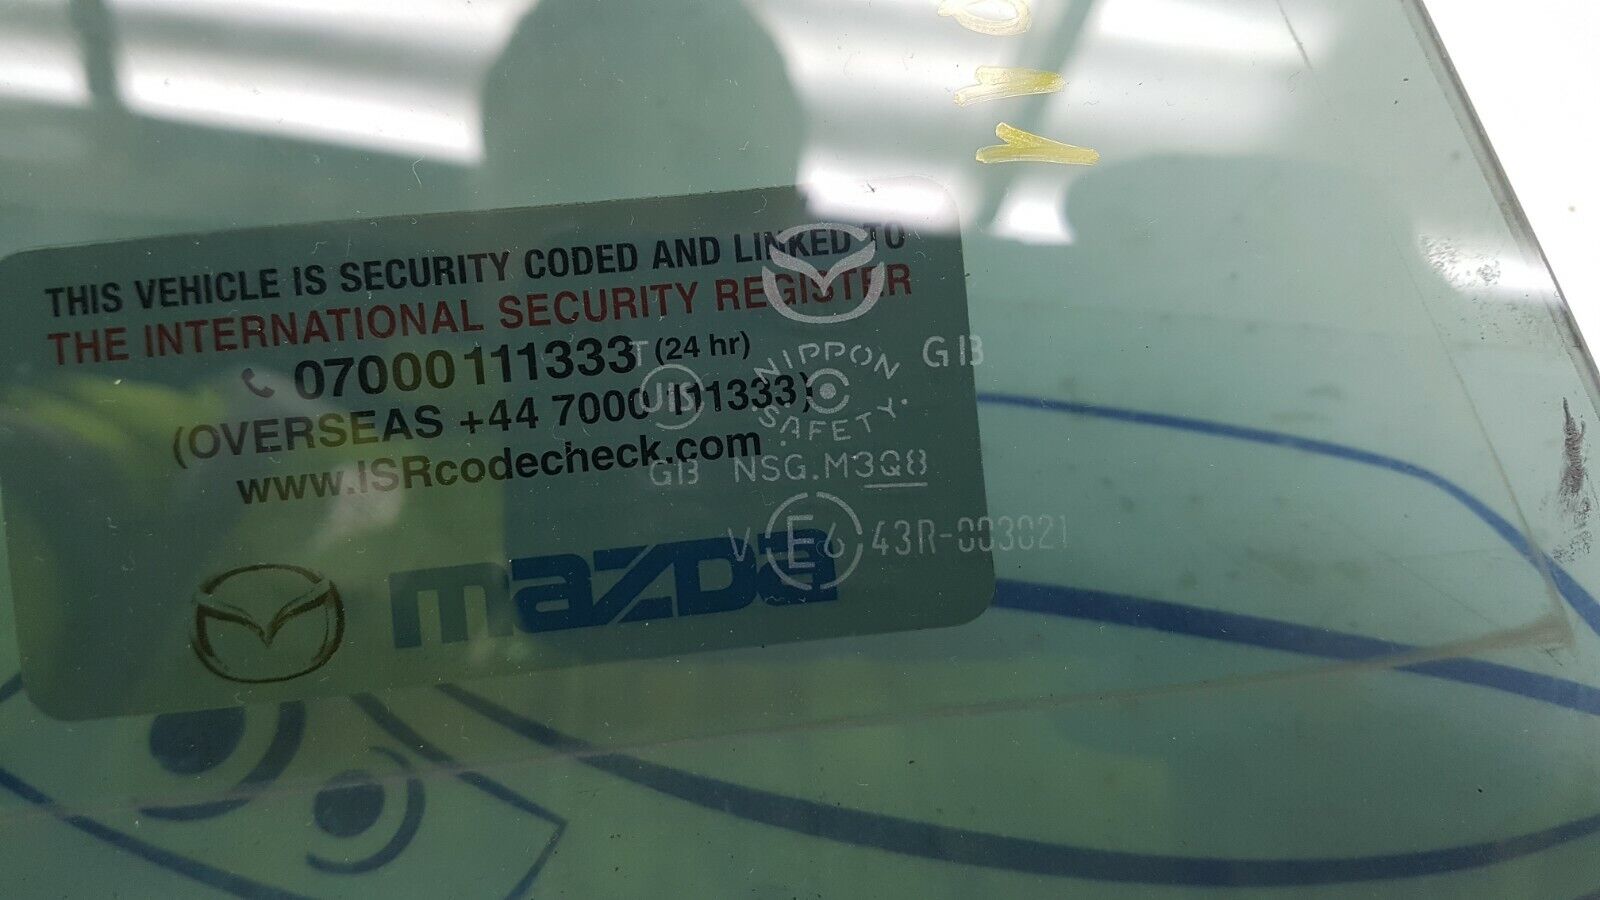 THIS VEHICLE IS SECURITY CODED AND LINKED TO
THE INTERNATIONAL SECURITY REGISTER
07000 111333 (24 hr)
(OVERSEAS +44 7000 111333)
www.ISRcodecheck.com
mazda
T
JIS
NIPPON
SAFETY
GB
GB NSG.M3Q8
V E6 43R-003021